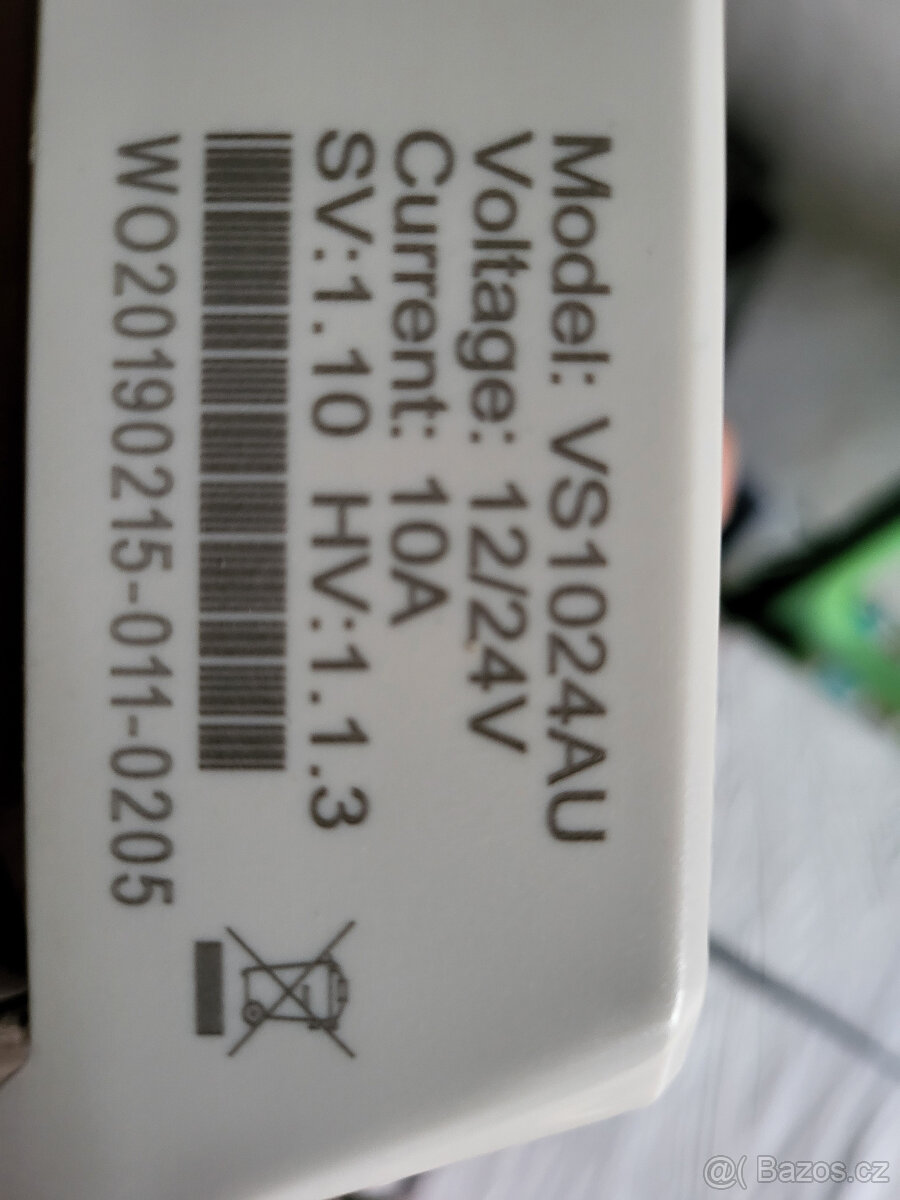 Model: VS1024AU
Voltage: 12/24V
Current: 10A
SV:1.10 HV:1.1.3
WO20190215-011-0205
@( Bazos.cz